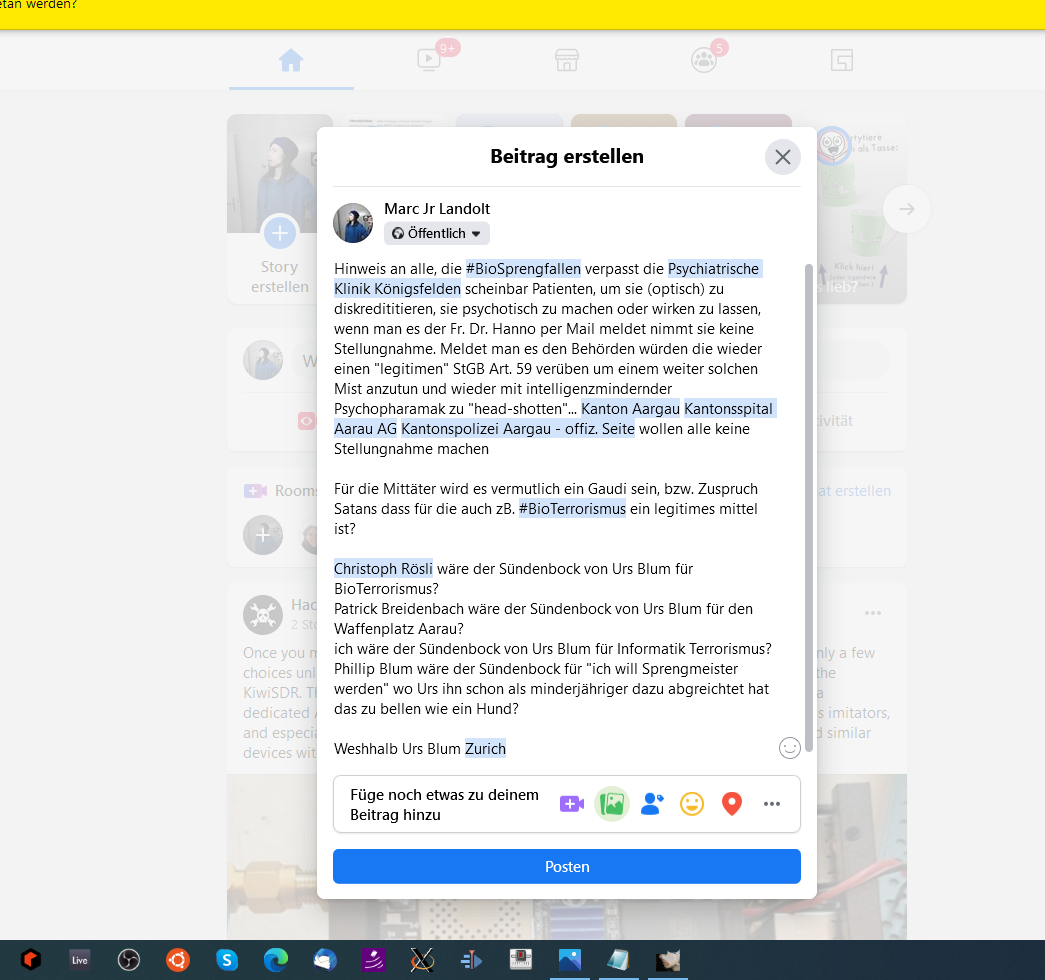 etan werden?
9+
5
Beitrag erstellen
Marc Jr Landolt
Öffentlich
Hinweis an alle, die #BioSprengfallen verpasst die Psychiatrische
Klinik Königsfelden scheinbar Patienten, um sie (optisch) zu
diskredititieren, sie psychotisch zu machen oder wirken zu lassen,
wenn man es der Fr. Dr. Hanno per Mail meldet nimmt sie keine
Stellungnahme. Meldet man es den Behörden würden die wieder
einen "legitimen" StGB Art. 59 verüben um einem weiter solchen
Mist anzutun und wieder mit intelligenzmindernder
Psychopharamak zu "head-shotten"... Kanton Aargau Kantonsspital
Aarau AG Kantonspolizei Aargau - offiz. Seite wollen alle keine
Stellungnahme machen
Für die Mittäter wird es vermutlich ein Gaudi sein, bzw. Zuspruch
Satans dass für die auch zB. #BioTerrorismus ein legitimes mittel
ist?
Christoph Rösli wäre der Sündenbock von Urs Blum für
BioTerrorismus?
Patrick Breidenbach wäre der Sündenbock von Urs Blum für den
Waffenplatz Aarau?
ich wäre der Sündenbock von Urs Blum für Informatik Terrorismus?
Phillip Blum wäre der Sündenbock für "ich will Sprengmeister
werden" wo Urs ihn schon als minderjähriger dazu abgreichtet hat
das zu bellen wie ein Hund?
Weshhalb Urs Blum Zurich
Füge noch etwas zu deinem
Beitrag hinzu
Posten
Story
erstellen
W
Rooms
Hac
2 Sto
Once you m
choices unl
KiwiSDR. Th
dedicated A
and especia
devices wit
rtytiere
n als Tasse:
Klick hier!
s lieb?
tivität
at erstellen
nly a few
the
a
s imitators,
d similar
Live